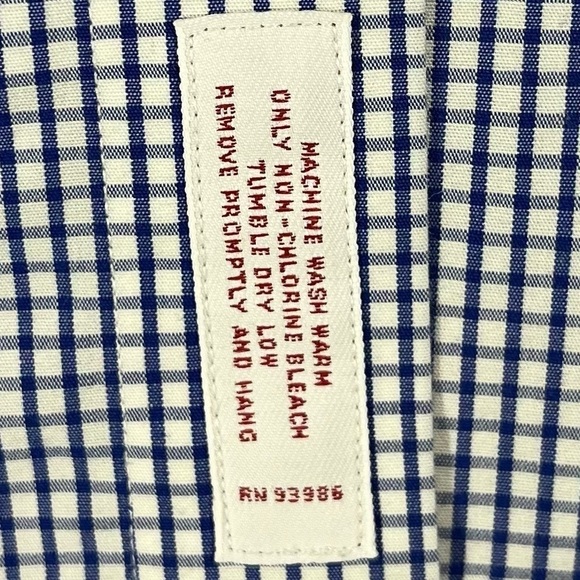 MACHINE WASH WARM
ONLY NON-CHLORINE BLEACH
TUMBLE DRY LOW
REMOVE PROMPTLY AND HANG
RN 93986